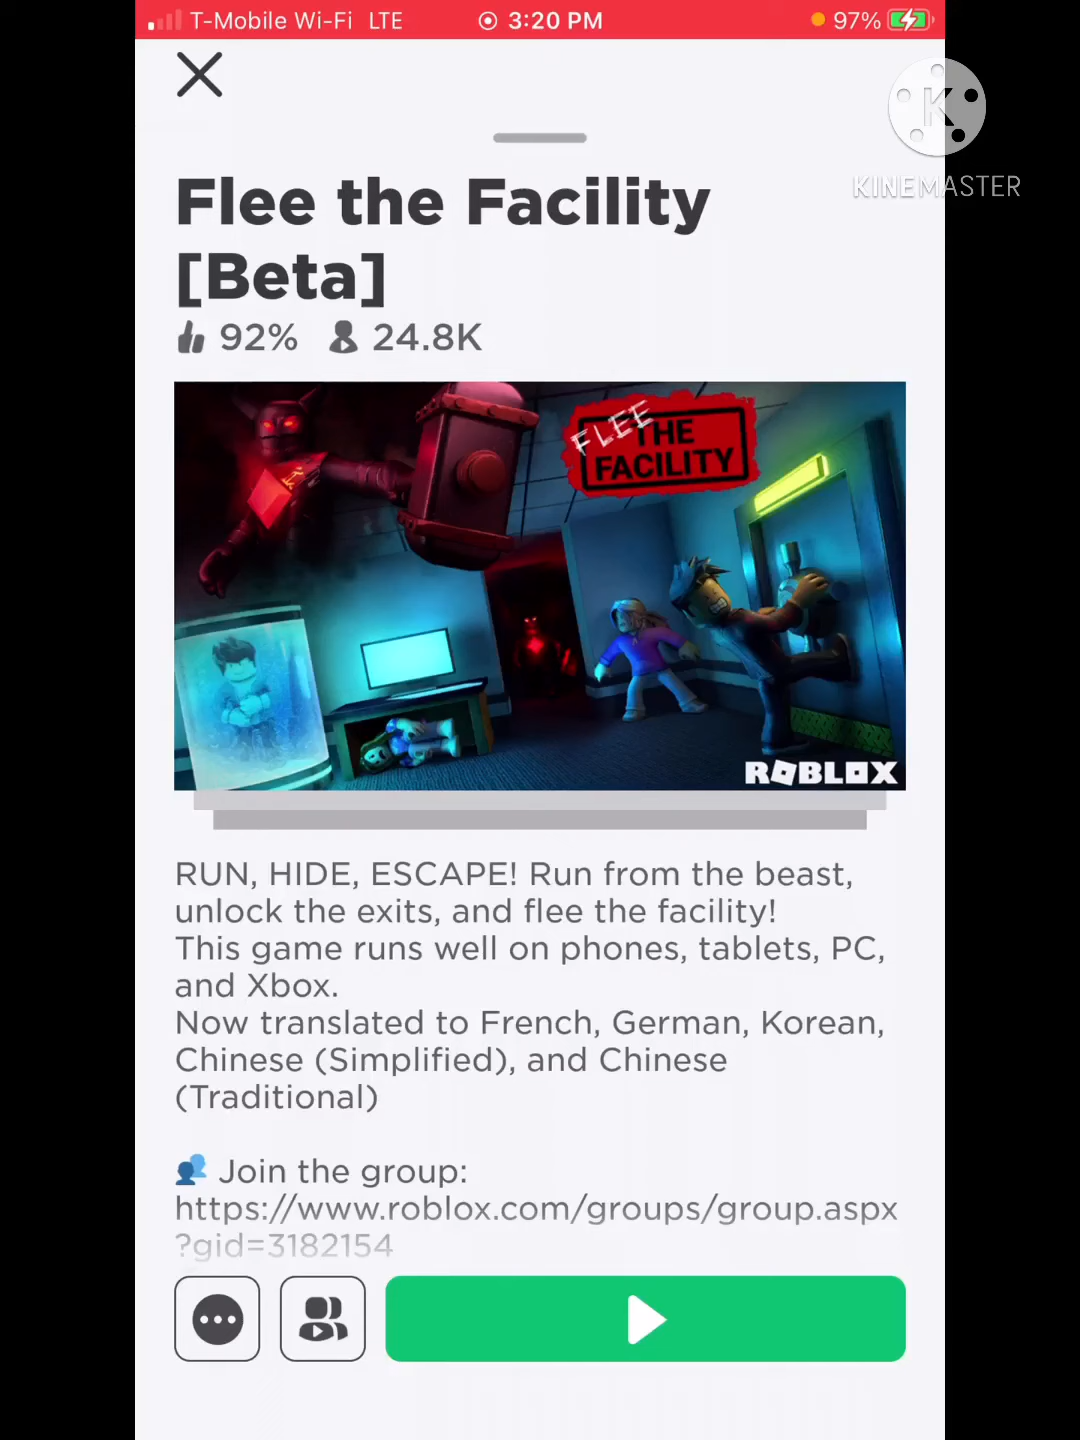 T-Mobile Wi-Fi LTE 3:20 PM 97%
K
KINEMASTER
Flee the Facility
[Beta]
92% 24.8K
FLEE
THE
FACILITY
ROBLOX
RUN, HIDE, ESCAPE! Run from the beast,
unlock the exits, and flee the facility!
This game runs well on phones, tablets, PC,
and Xbox.
Now translated to French, German, Korean,
Chinese (Simplified), and Chinese
(Traditional)
👥 Join the group:
https://www.roblox.com/groups/group.aspx
?gid=3182154